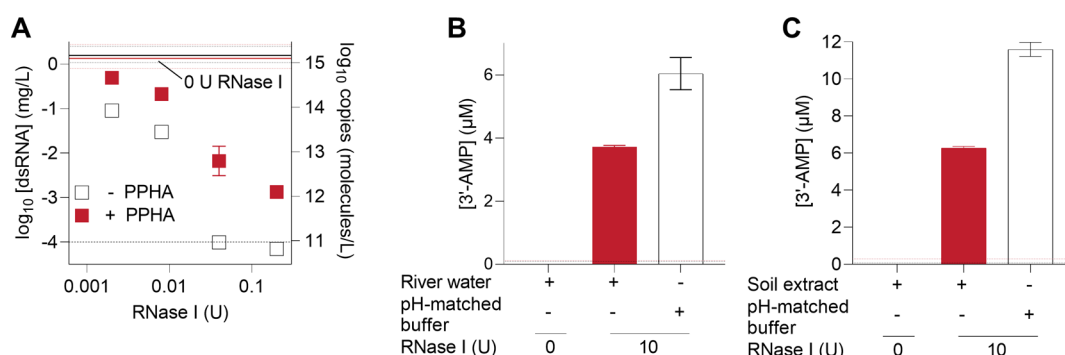 A
log10 [dsRNA] (mg/L)
0
-1
-2
-3
-4
0 U RNase I
- PPHA
+ PPHA
15
14
13
12
11
log10 copies (molecules/L)
0.001
0.01
0.1
RNase I (U)
B
[3'-AMP] (µM)
6
4
2
0
River water + + -
pH-matched
buffer - - +
RNase I (U) 0 10
C
[3'-AMP] (µM)
12
10
8
6
4
2
0
Soil extract + + -
pH-matched
buffer - - +
RNase I (U) 0 10